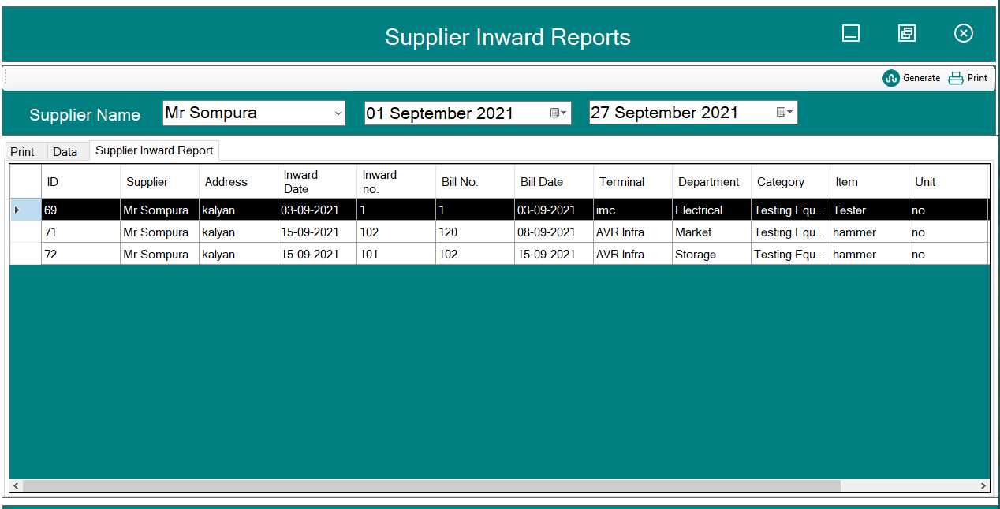 Supplier Inward Reports
Generate Print
Supplier Name Mr Sompura 01 September 2021 27 September 2021
Print Data Supplier Inward Report
ID Supplier Address Inward Date Inward no. Bill No. Bill Date Terminal Department Category Item Unit
69 Mr Sompura kalyan 03-09-2021 1 1 03-09-2021 imc Electrical Testing Equ... Tester no
71 Mr Sompura kalyan 15-09-2021 102 120 08-09-2021 AVR Infra Market Testing Equ... hammer no
72 Mr Sompura kalyan 15-09-2021 101 102 15-09-2021 AVR Infra Storage Testing Equ... hammer no